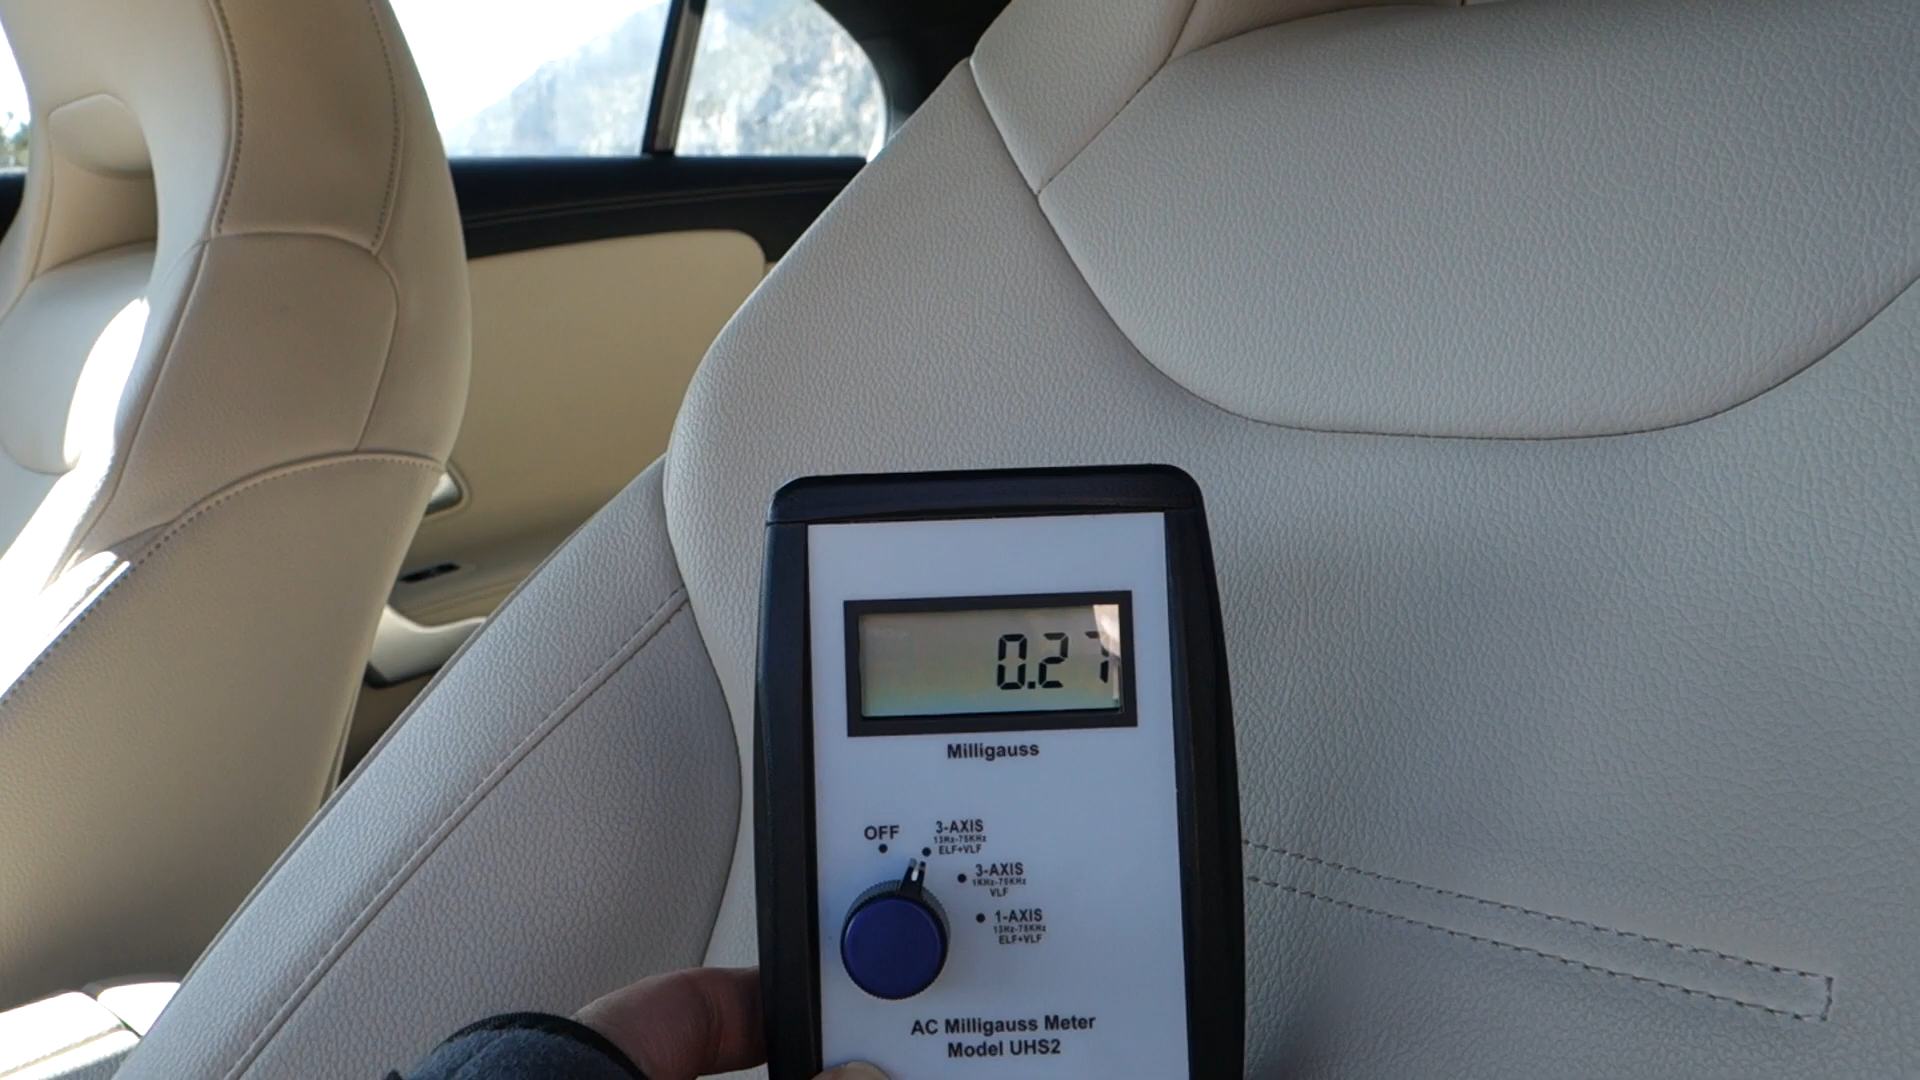 0.27
Milligauss
OFF
3-AXIS
13Hz-75KHz
ELF+VLF
3-AXIS
1KHz-75KHz
VLF
1-AXIS
13Hz-75KHz
ELF+VLF
AC Milligauss Meter
Model UHS2